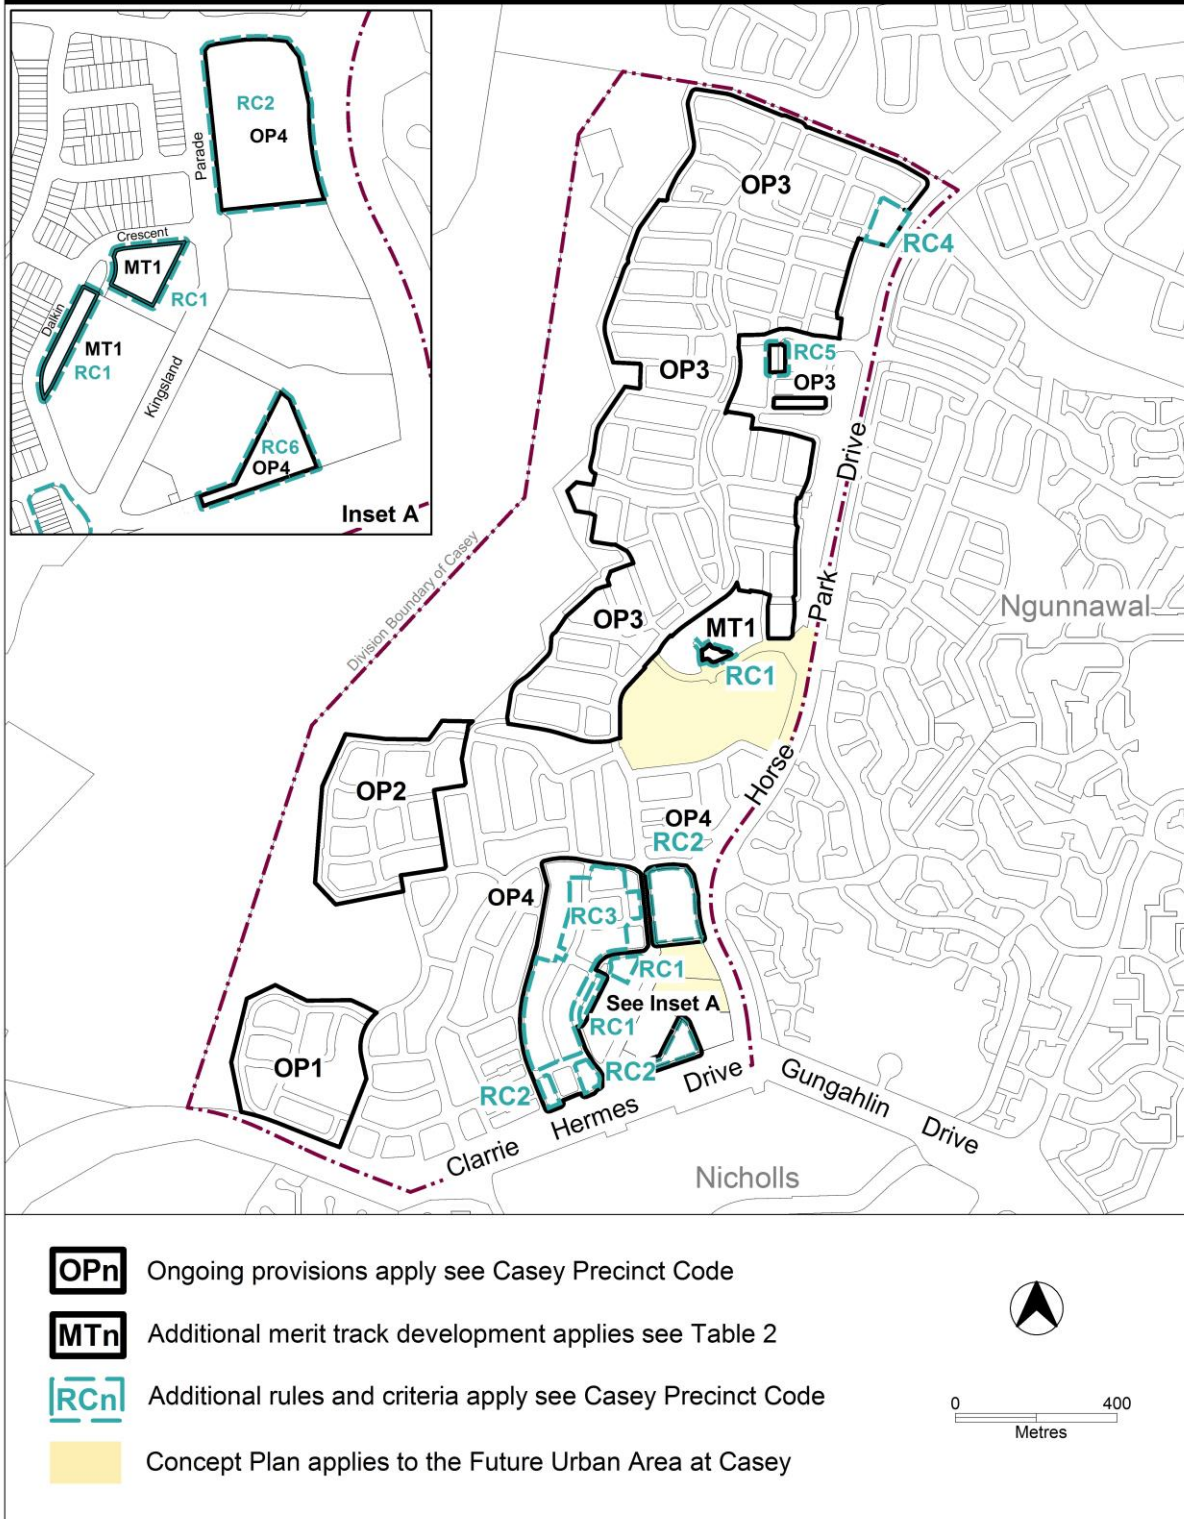 RC2
OP4
Parade
Crescent
MT1
RC1
Dalkin
MT1
RC1
Kingsland
RC6
OP4
Inset A
OP3
RC4
RC5
OP3
OP3
Division Boundary of Casey
OP3
MT1
RC1
Horse Park Drive
Ngunnawal
OP2
OP4
RC2
OP4
RC3
RC1
See Inset A
RC1
OP1
RC2
RC2
Clarrie Hermes Drive
Gungahlin Drive
Nicholls
OPn Ongoing provisions apply see Casey Precinct Code
MTn Additional merit track development applies see Table 2
RCn Additional rules and criteria apply see Casey Precinct Code
Concept Plan applies to the Future Urban Area at Casey
0 400
Metres